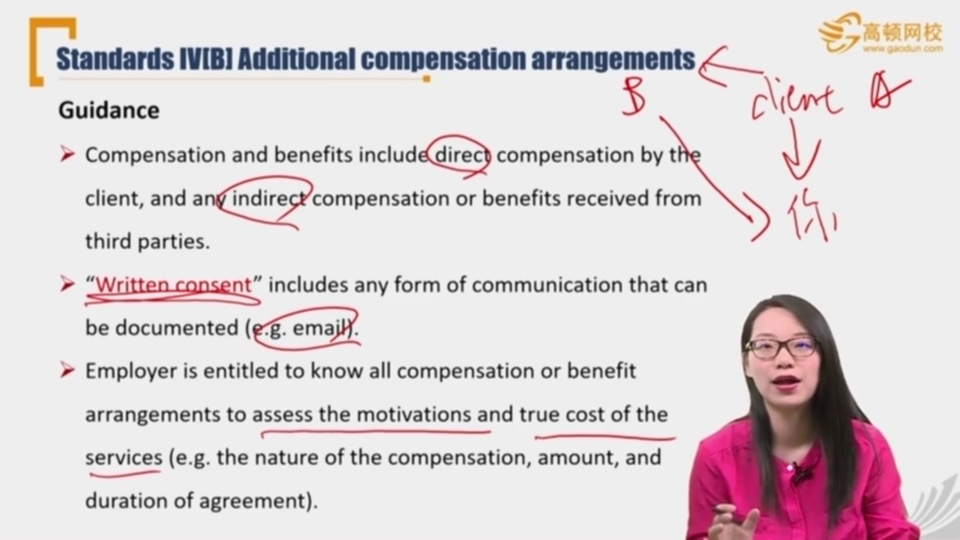 高顿网校
www.gaodun.com
Standards IV[B] Additional compensation arrangements
B
client A
你
Guidance
Compensation and benefits include direct compensation by the
client, and any indirect compensation or benefits received from
third parties.
“Written consent” includes any form of communication that can
be documented (e.g. email).
Employer is entitled to know all compensation or benefit
arrangements to assess the motivations and true cost of the
services (e.g. the nature of the compensation, amount, and
duration of agreement).